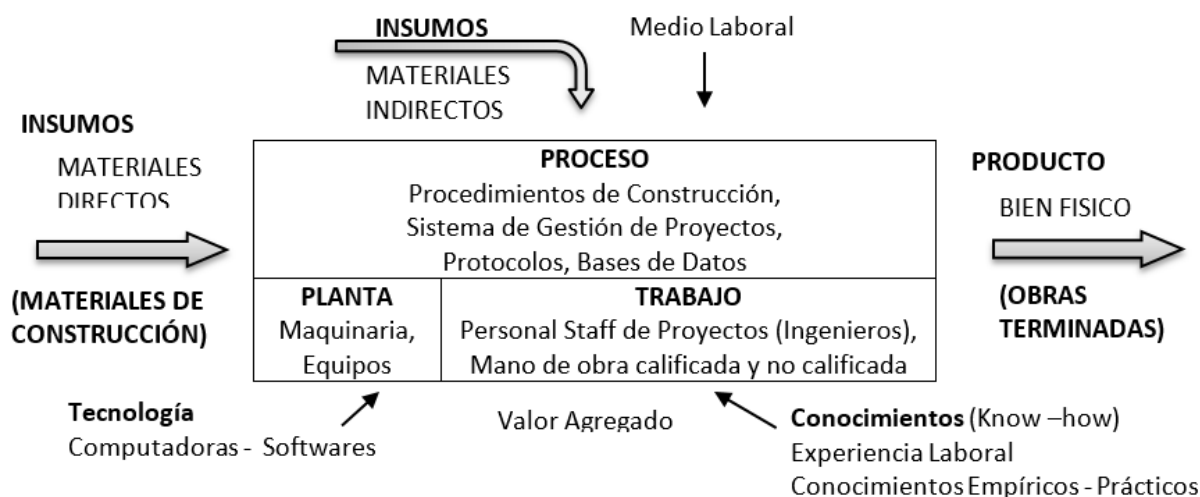 INSUMOS
MATERIALES
INDIRECTOS
Medio Laboral
INSUMOS
MATERIALES
DIRECTOS
(MATERIALES DE
CONSTRUCCIÓN)
PROCESO
Procedimientos de Construcción,
Sistema de Gestión de Proyectos,
Protocolos, Bases de Datos
PLANTA
Maquinaria,
Equipos
TRABAJO
Personal Staff de Proyectos (Ingenieros),
Mano de obra calificada y no calificada
PRODUCTO
BIEN FISICO
(OBRAS
TERMINADAS)
Tecnología
Computadoras - Softwares
Valor Agregado
Conocimientos (Know –how)
Experiencia Laboral
Conocimientos Empíricos - Prácticos